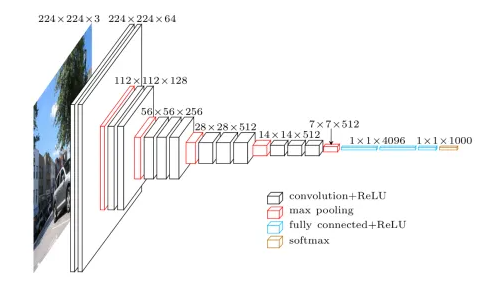 224×224×3
224×224×64
112×112×128
56×56×256
28×28×512
14×14×512
7×7×512
1×1×4096
1×1×1000
convolution+ReLU
max pooling
fully connected+ReLU
softmax